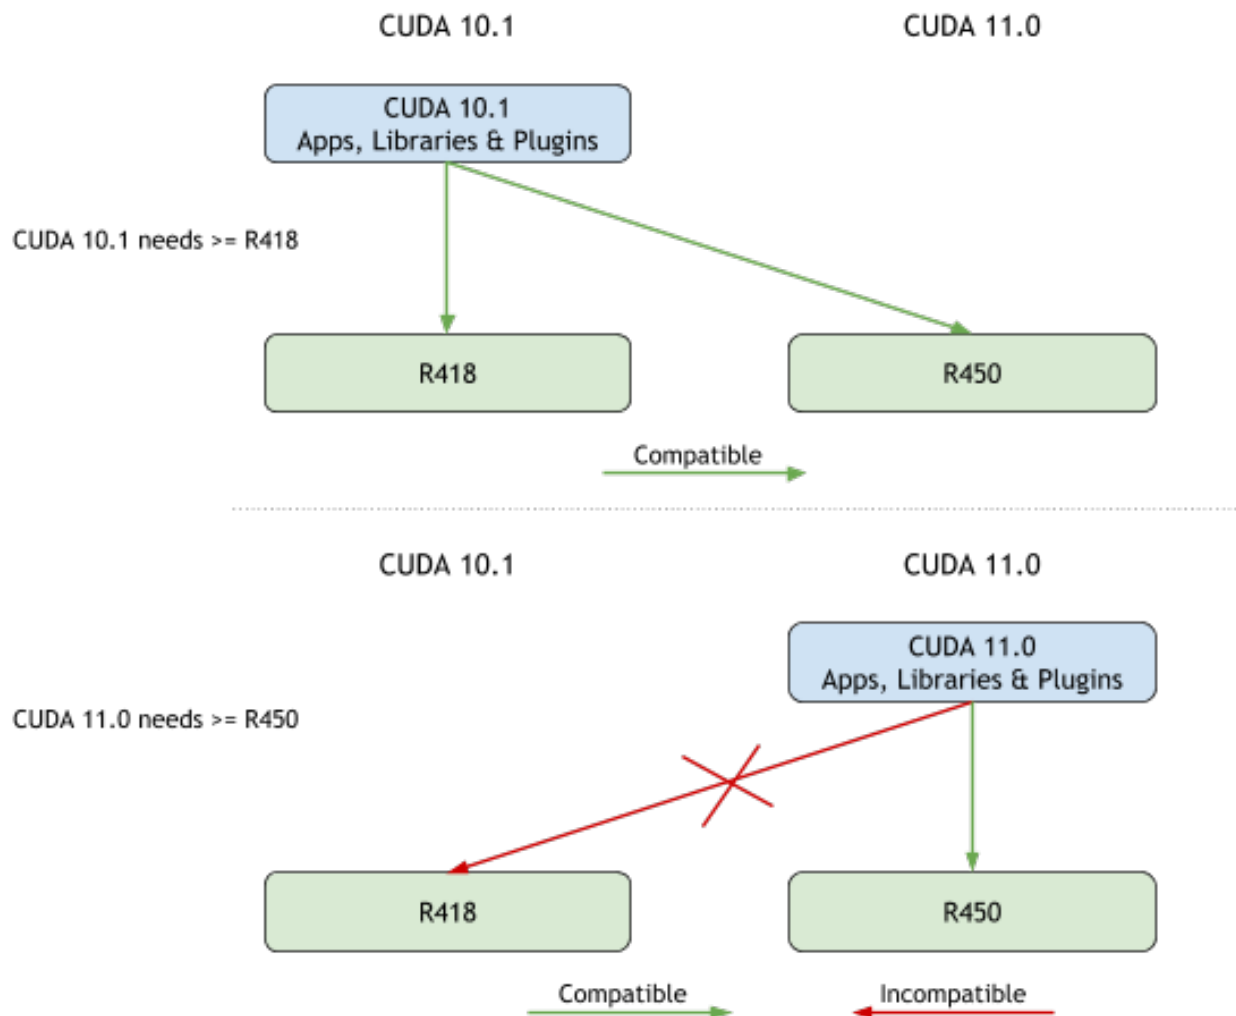 CUDA 10.1
CUDA 11.0
CUDA 10.1
Apps, Libraries & Plugins
CUDA 10.1 needs >= R418
R418
R450
Compatible
CUDA 10.1
CUDA 11.0
CUDA 11.0
Apps, Libraries & Plugins
CUDA 11.0 needs >= R450
R418
R450
Compatible
Incompatible